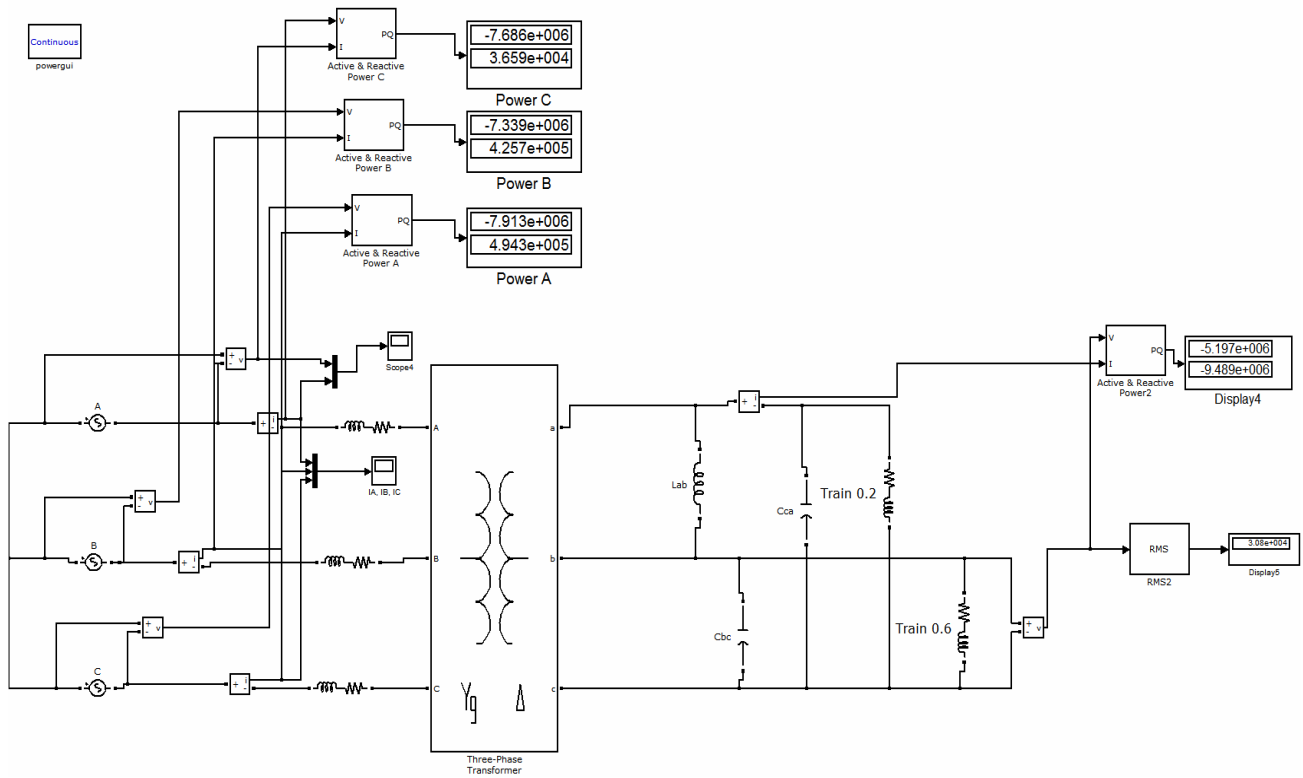 Continuous
powergui
V
I
PQ
Active & Reactive
Power C
-7.686e+006
3.659e+004
Power C
V
I
PQ
Active & Reactive
Power B
-7.339e+006
4.257e+005
Power B
V
I
PQ
Active & Reactive
Power A
-7.913e+006
4.943e+005
Power A
+
-
v
Scope4
A
+
i
-
IA, IB, IC
+
-
v
B
+
i
-
+
-
v
C
+
i
-
A
B
C
a
b
c
Yg
Δ
Three-Phase
Transformer
+
i
-
Lab
Cca
Train 0.2
Cbc
Train 0.6
+
-
v
V
I
PQ
Active & Reactive
Power2
-5.197e+006
-9.489e+006
Display4
RMS
RMS2
3.08e+004
Display5